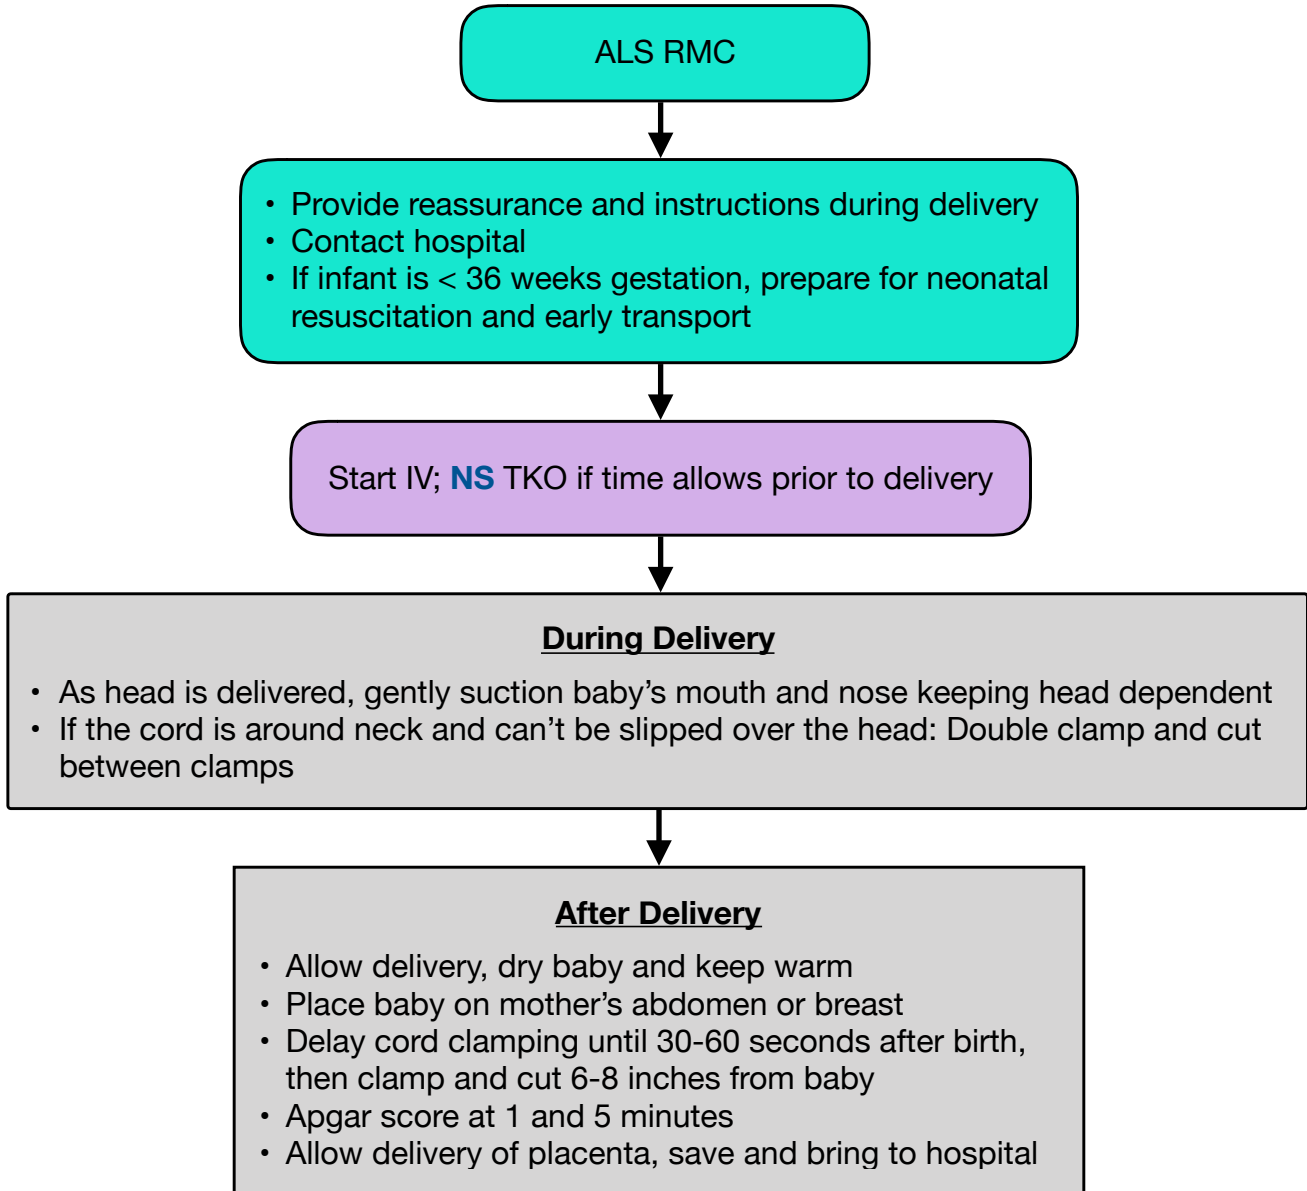 ALS RMC
• Provide reassurance and instructions during delivery
• Contact hospital
• If infant is < 36 weeks gestation, prepare for neonatal
resuscitation and early transport
Start IV; NS TKO if time allows prior to delivery
During Delivery
• As head is delivered, gently suction baby’s mouth and nose keeping head dependent
• If the cord is around neck and can’t be slipped over the head: Double clamp and cut
between clamps
After Delivery
• Allow delivery, dry baby and keep warm
• Place baby on mother’s abdomen or breast
• Delay cord clamping until 30-60 seconds after birth,
then clamp and cut 6-8 inches from baby
• Apgar score at 1 and 5 minutes
• Allow delivery of placenta, save and bring to hospital